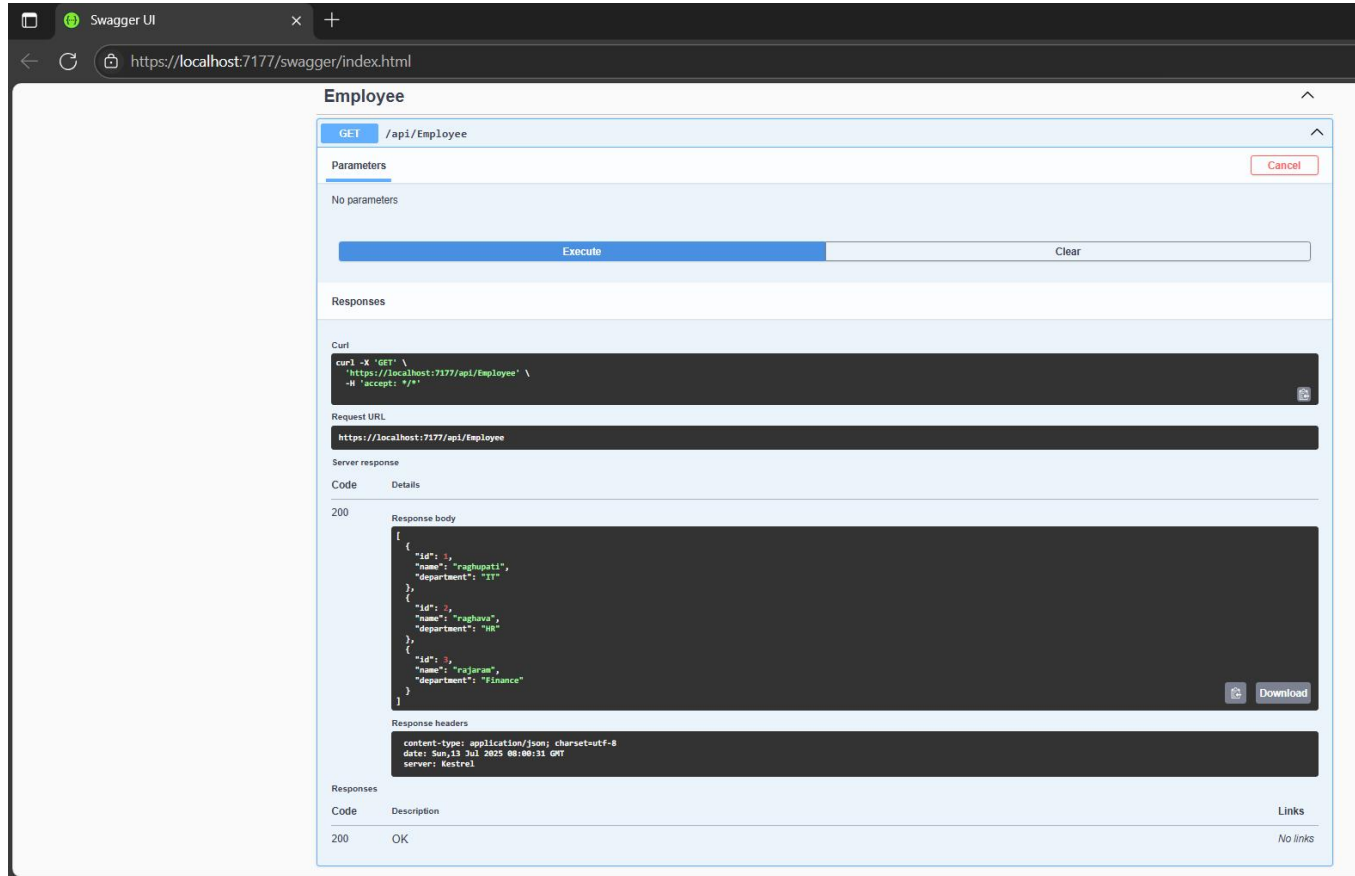 Swagger UI
https://localhost:7177/swagger/index.html
Employee
GET /api/Employee
Parameters Cancel
No parameters
Execute Clear
Responses
Curl
curl -X 'GET' \
'https://localhost:7177/api/Employee' \
-H 'accept: */*'
Request URL
https://localhost:7177/api/Employee
Server response
Code Details
200
Response body
[
{
"id": 1,
"name": "raghupati",
"department": "IT"
},
{
"id": 2,
"name": "raghava",
"department": "HR"
},
{
"id": 3,
"name": "rajaram",
"department": "Finance"
}
]
Download
Response headers
content-type: application/json; charset=utf-8
date: Sun,13 Jul 2025 08:00:31 GMT
server: Kestrel
Responses
Code Description Links
200 OK No links